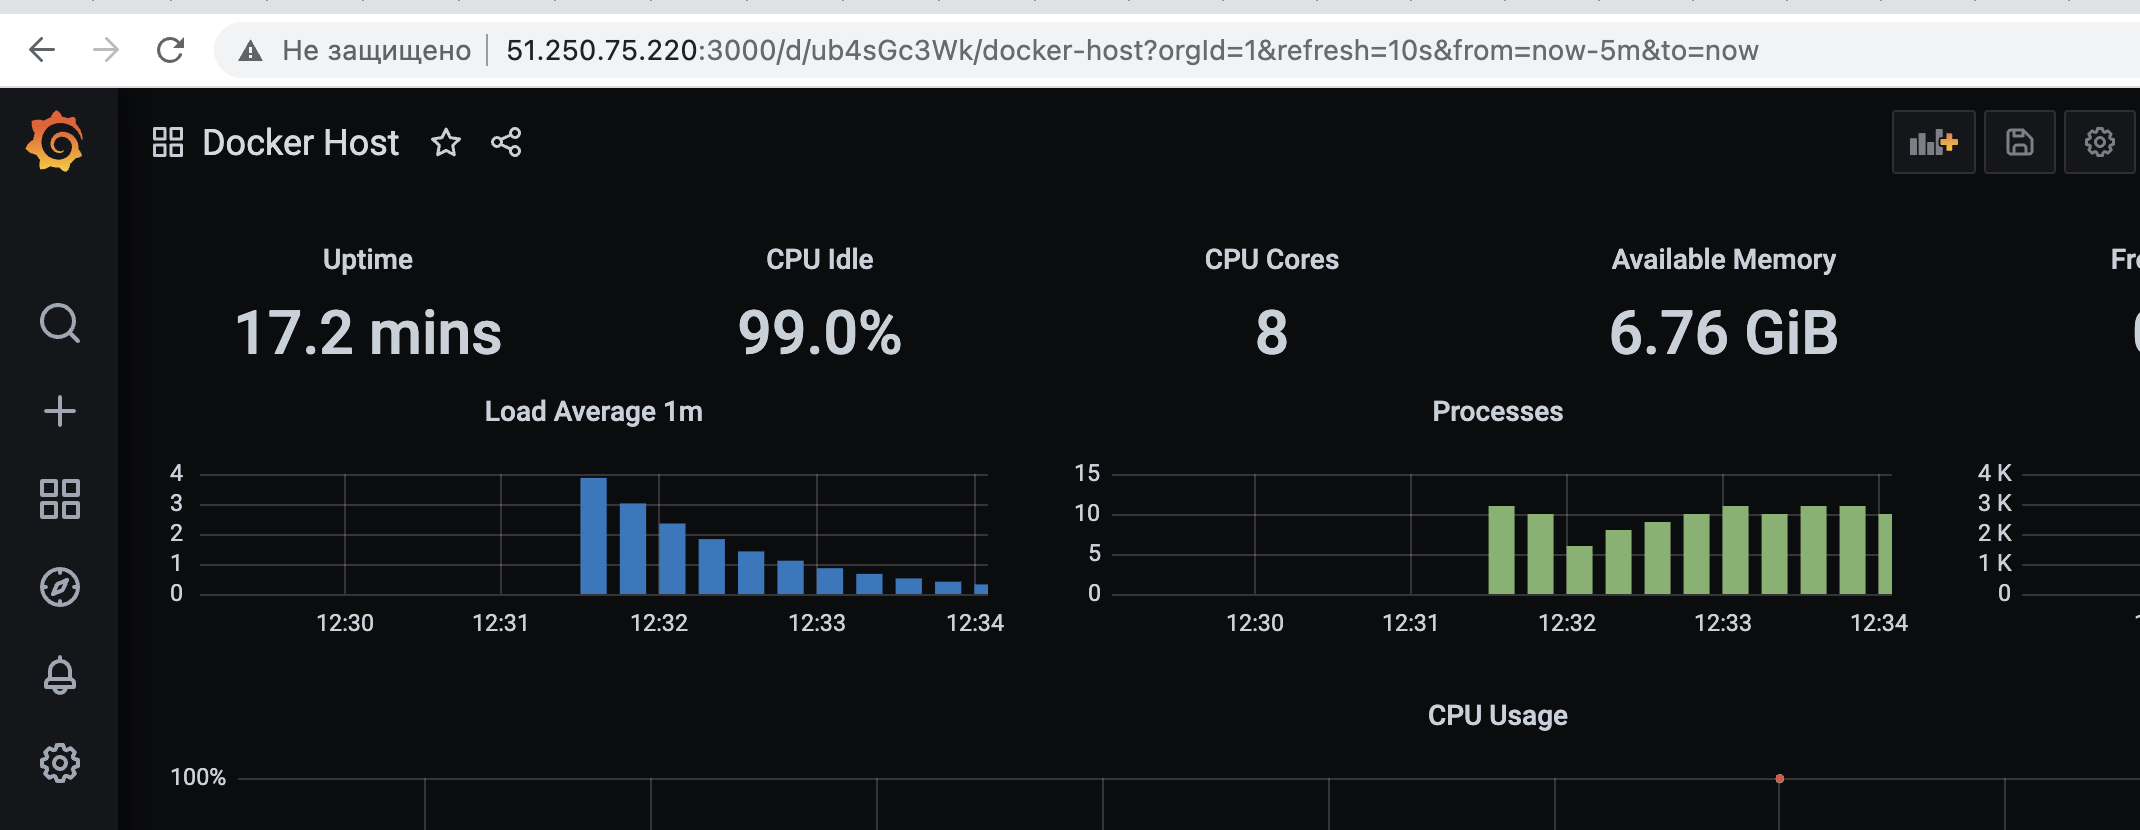 Не защищено 51.250.75.220:3000/d/ub4sGc3Wk/docker-host?orgId=1&refresh=10s&from=now-5m&to=now
Docker Host
Uptime CPU Idle CPU Cores Available Memory
17.2 mins 99.0% 8 6.76 GiB
Load Average 1m
4
3
2
1
0
12:30 12:31 12:32 12:33 12:34
Processes
15
10
5
0
12:30 12:31 12:32 12:33 12:34
4 K
3 K
2 K
1 K
0
CPU Usage
100%